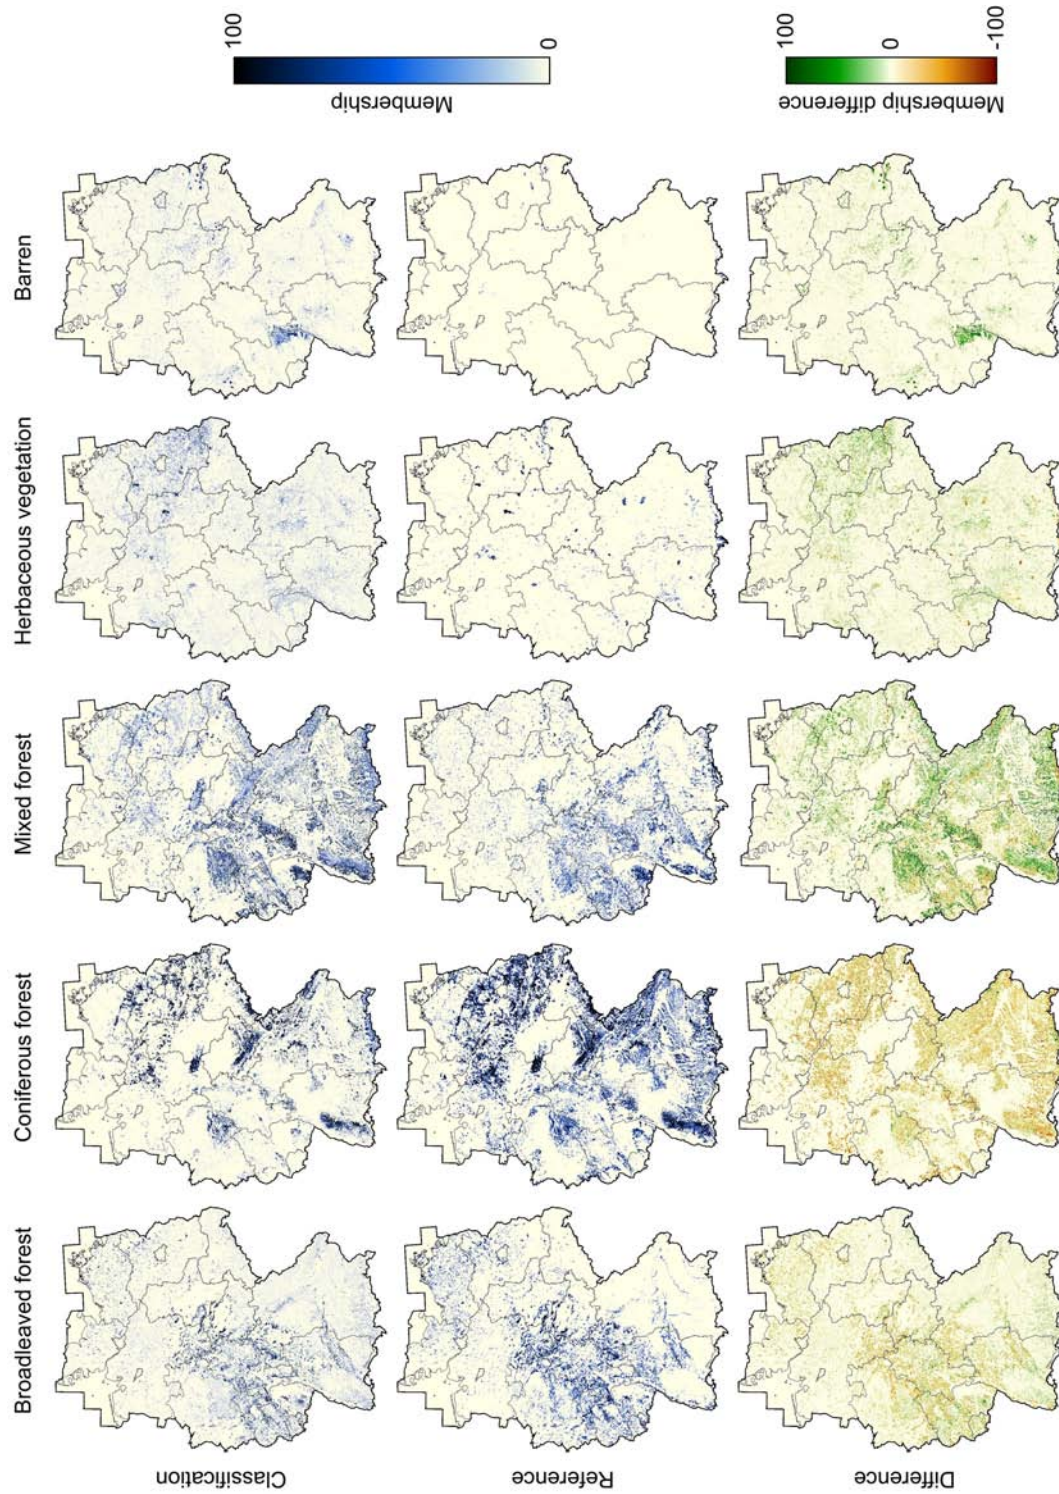 Broadleaved forest
Coniferous forest
Mixed forest
Herbaceous vegetation
Barren
Classification
Reference
Difference
100
Membership
0
100
Membership difference
0
-100